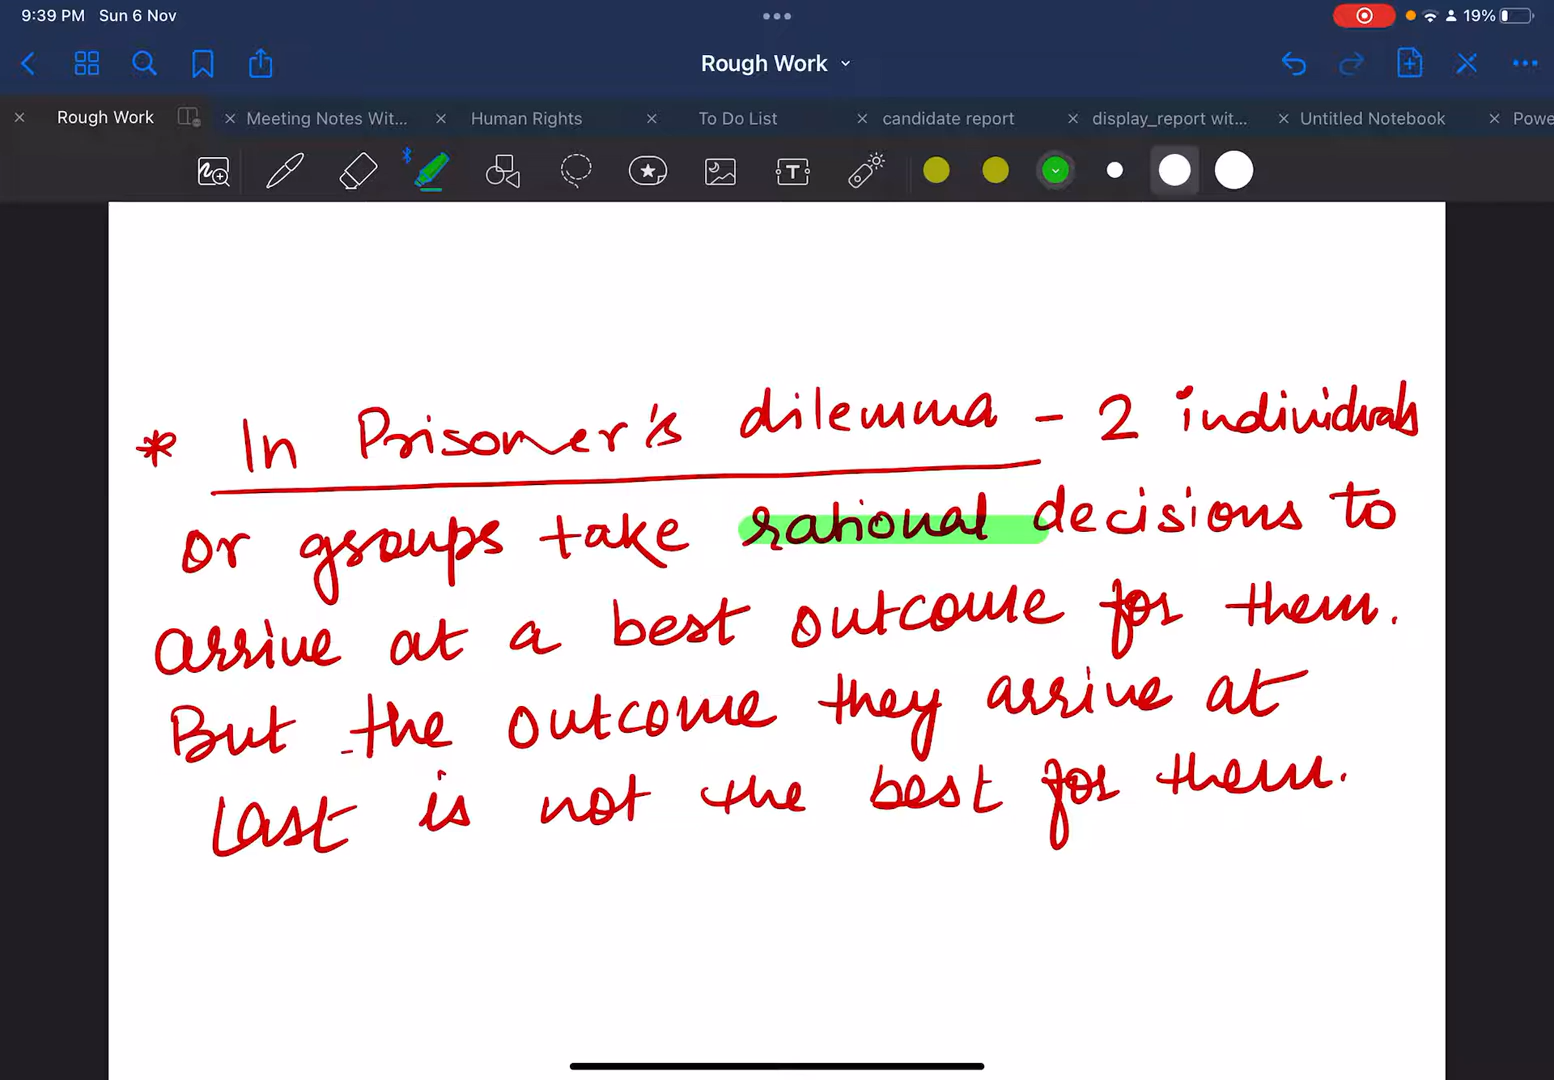 9:39 PM Sun 6 Nov 19%
Rough Work
Rough Work Meeting Notes Wit... Human Rights To Do List candidate report display_report wit... Untitled Notebook Powe
* In Prisoner's dilemma - 2 individuals
or groups take rational decisions to
arrive at a best outcome for them.
But the outcome they arrive at
last is not the best for them.